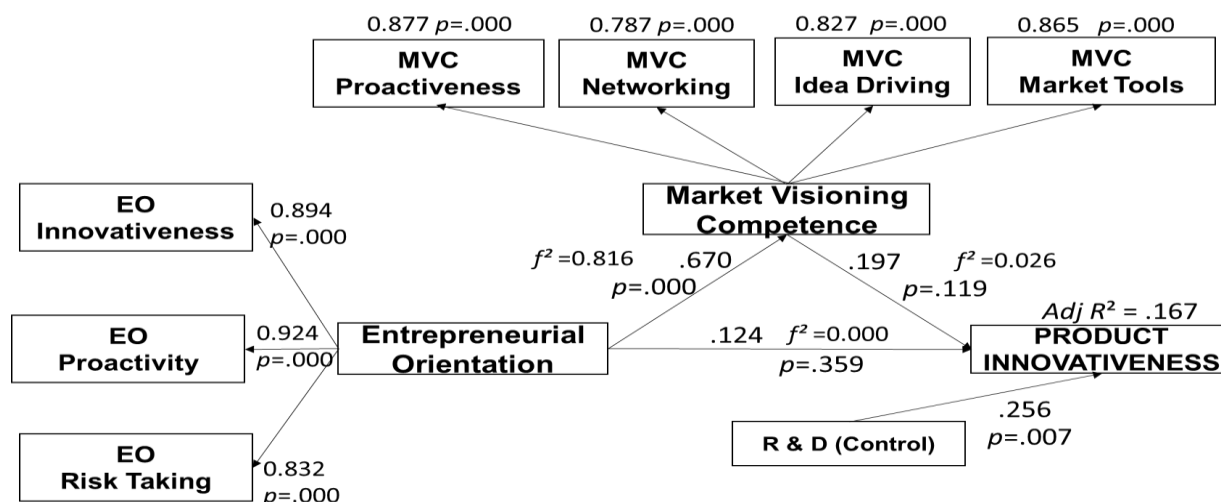 0.877 p=.000
0.787 p=.000
0.827 p=.000
0.865 p=.000
MVC
Proactiveness
MVC
Networking
MVC
Idea Driving
MVC
Market Tools
EO
Innovativeness
0.894
p=.000
Market Visioning
Competence
f² =0.816
.670
p=.000
.197
f² =0.026
p=.119
Adj R² = .167
EO
Proactivity
0.924
p=.000
Entrepreneurial
Orientation
.124
f² =0.000
p=.359
PRODUCT
INNOVATIVENESS
.256
p=.007
R & D (Control)
EO
Risk Taking
0.832
p=.000